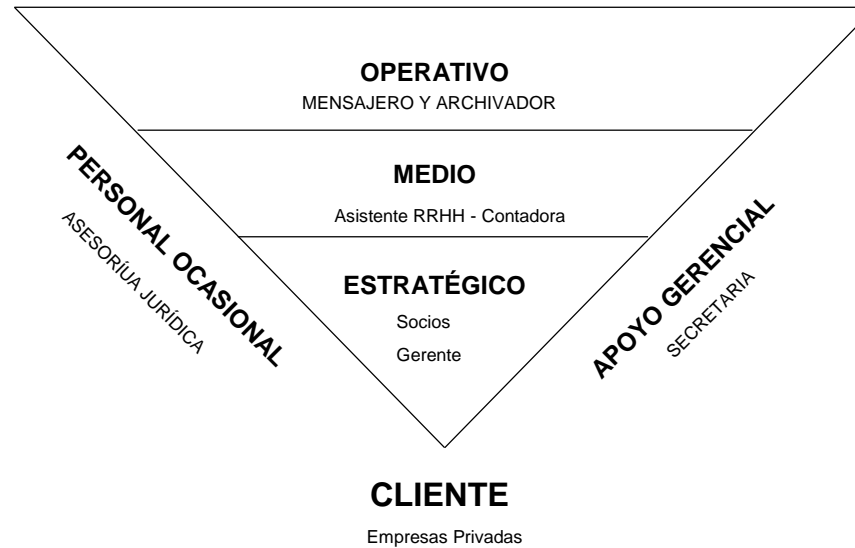 OPERATIVO
MENSAJERO Y ARCHIVADOR
MEDIO
Asistente RRHH - Contadora
PERSONAL OCASIONAL
ASESORÍUA JURÍDICA
ESTRATÉGICO
Socios
Gerente
APOYO GERENCIAL
SECRETARIA
CLIENTE
Empresas Privadas